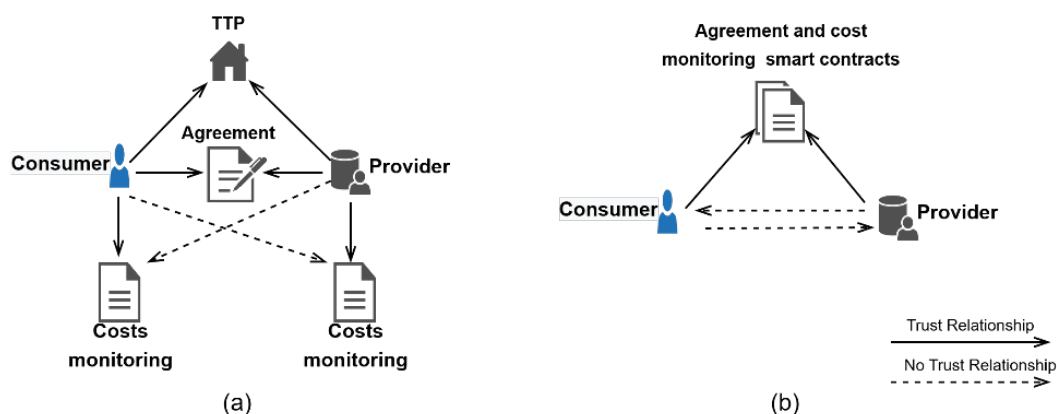 TTP
Agreement
Consumer
Provider
Costs
monitoring
Costs
monitoring
(a)
Agreement and cost
monitoring smart contracts
Consumer
Provider
Trust Relationship
No Trust Relationship
(b)